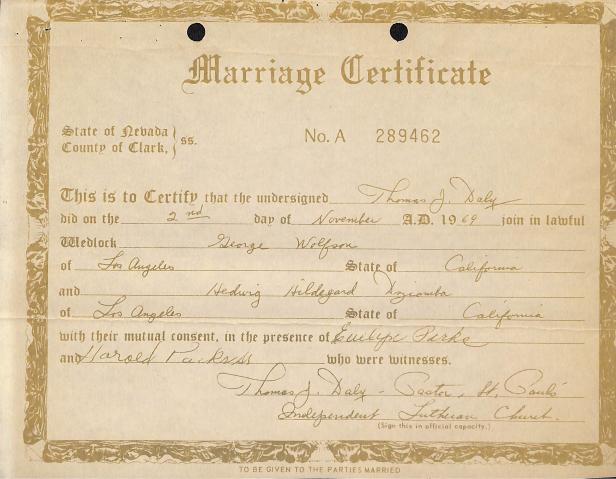 Marriage Certificate
State of Nevada
County of Clark, } ss.
No. A 289462
This is to Certify that the undersigned Thomas J. Daly
did on the 2nd day of November A.D. 1969 join in lawful
Wedlock George Wolfson
of Los Angeles State of California
and Hedwig Hildegard
of Los Angeles State of California
with their mutual consent, in the presence of Evelyn Parks
and Harold Parks who were witnesses.
Thomas J. Daly - Pastor, St. Paul's
Independent Lutheran Church.
(Sign this in official capacity.)
TO BE GIVEN TO THE PARTIES MARRIED